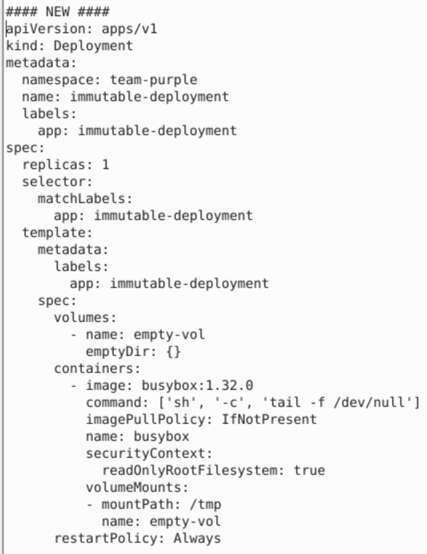 #### NEW ####
apiVersion: apps/v1
kind: Deployment
metadata:
  namespace: team-purple
  name: immutable-deployment
  labels:
    app: immutable-deployment
spec:
  replicas: 1
  selector:
    matchLabels:
      app: immutable-deployment
  template:
    metadata:
      labels:
        app: immutable-deployment
    spec:
      volumes:
        - name: empty-vol
          emptyDir: {}
      containers:
        - image: busybox:1.32.0
          command: ['sh', '-c', 'tail -f /dev/null']
          imagePullPolicy: IfNotPresent
          name: busybox
          securityContext:
            readOnlyRootFilesystem: true
          volumeMounts:
          - mountPath: /tmp
            name: empty-vol
      restartPolicy: Always